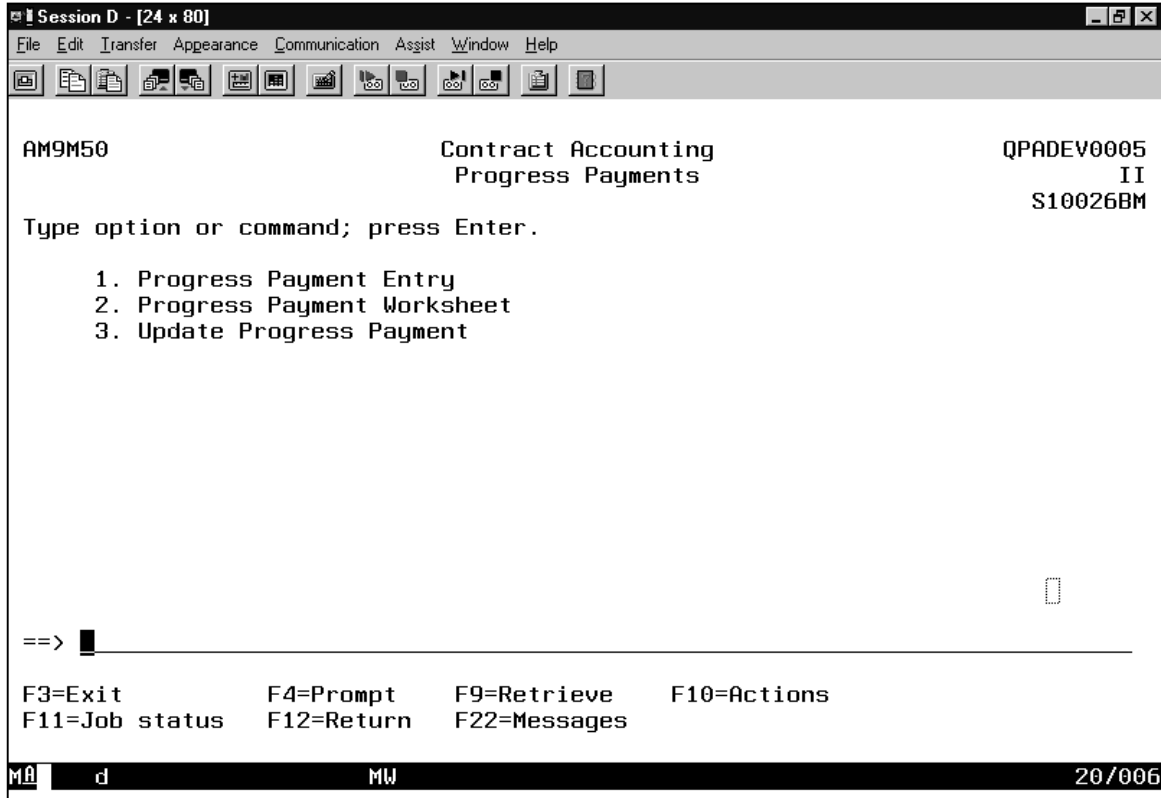 Session D - [24 x 80]
File Edit Transfer Appearance Communication Assist Window Help
AM9M50 Contract Accounting QPADEV0005
Progress Payments II
S10026BM
Type option or command; press Enter.
1. Progress Payment Entry
2. Progress Payment Worksheet
3. Update Progress Payment
==>
F3=Exit F4=Prompt F9=Retrieve F10=Actions
F11=Job status F12=Return F22=Messages
MA d MW 20/006